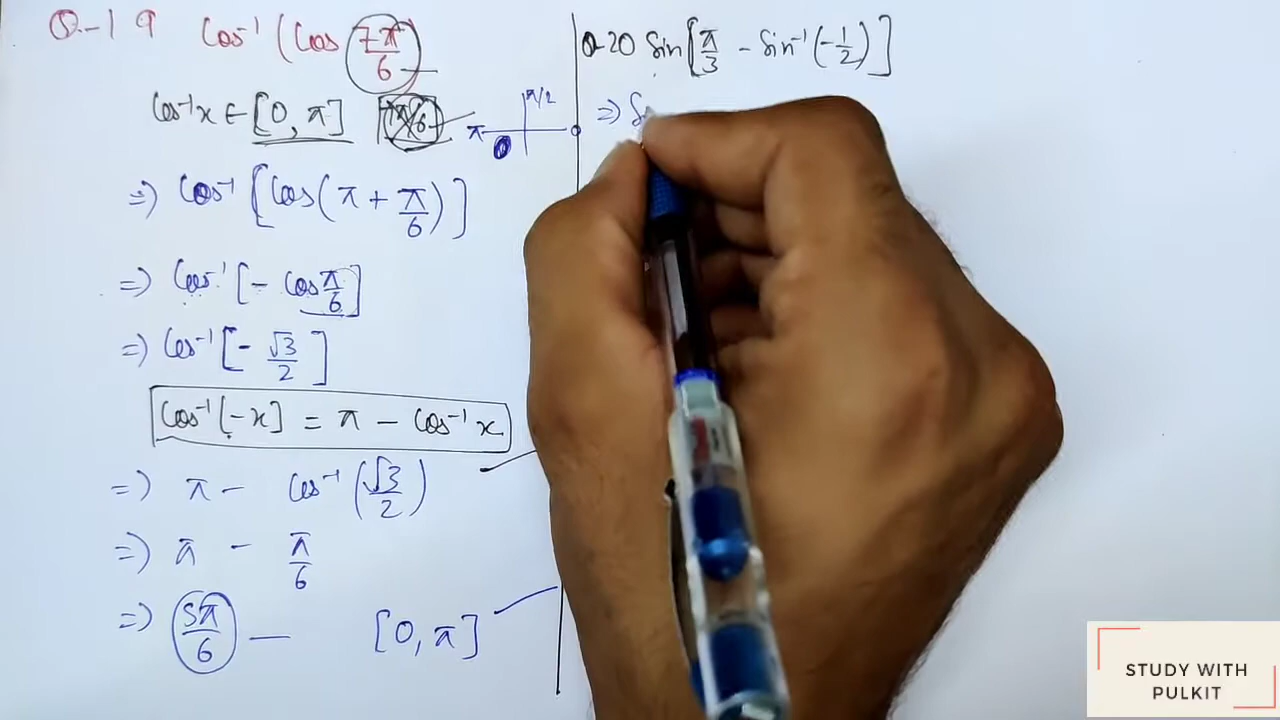 Q-19 cos⁻¹(cos 7π/6)
cos⁻¹x ∈ [0, π] 7π/6
π π/2 0
⇒ cos⁻¹[cos(π + π/6)]
⇒ cos⁻¹[- cos π/6]
⇒ cos⁻¹[- √3/2]
cos⁻¹[-x] = π - cos⁻¹x
⇒ π - cos⁻¹(√3/2)
⇒ π - π/6
⇒ 5π/6 — [0, π]
Q-20 Sin[π/3 - Sin⁻¹(-1/2)]
⇒ S
STUDY WITH
PULKIT